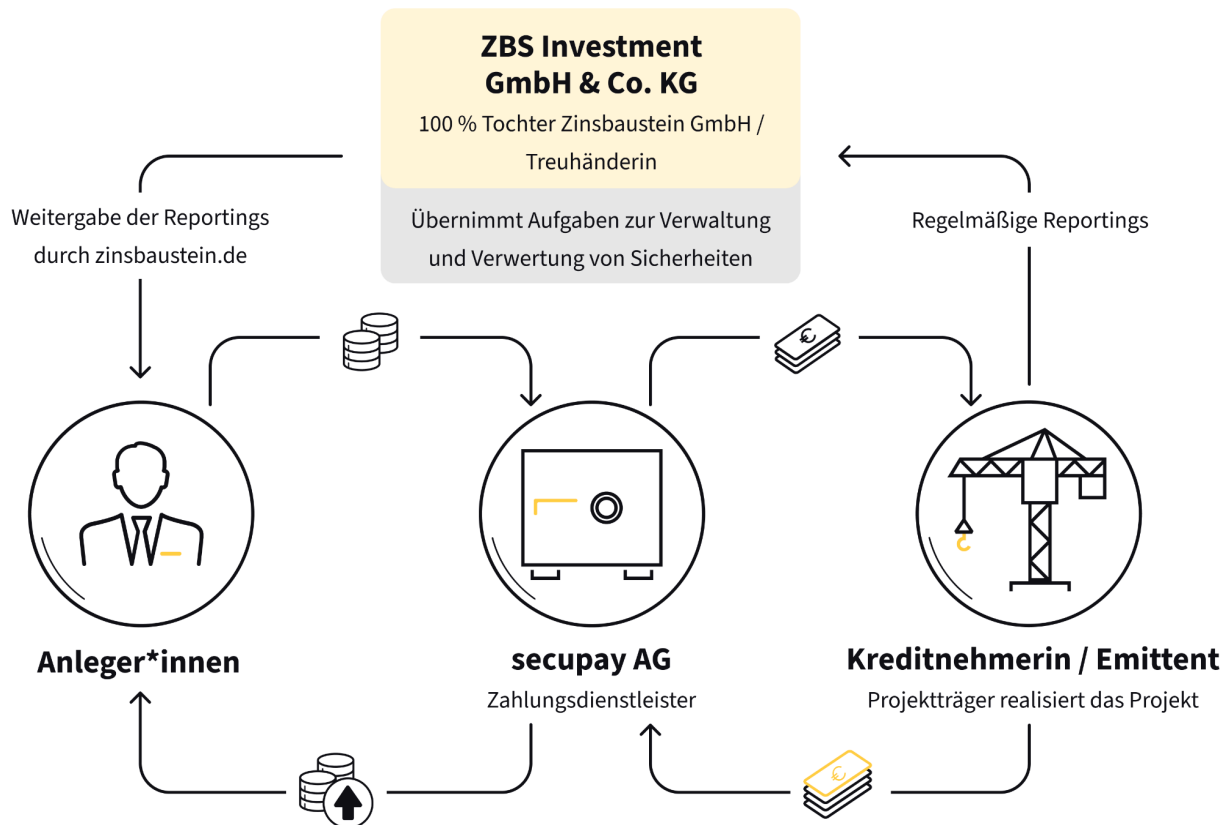 ZBS Investment
GmbH & Co. KG
100 % Tochter Zinsbaustein GmbH /
Treuhänderin
Übernimmt Aufgaben zur Verwaltung
und Verwertung von Sicherheiten
Weitergabe der Reportings
durch zinsbaustein.de
Regelmäßige Reportings
€
Anleger*innen
secupay AG
Zahlungsdienstleister
Kreditnehmerin / Emittent
Projektträger realisiert das Projekt
€